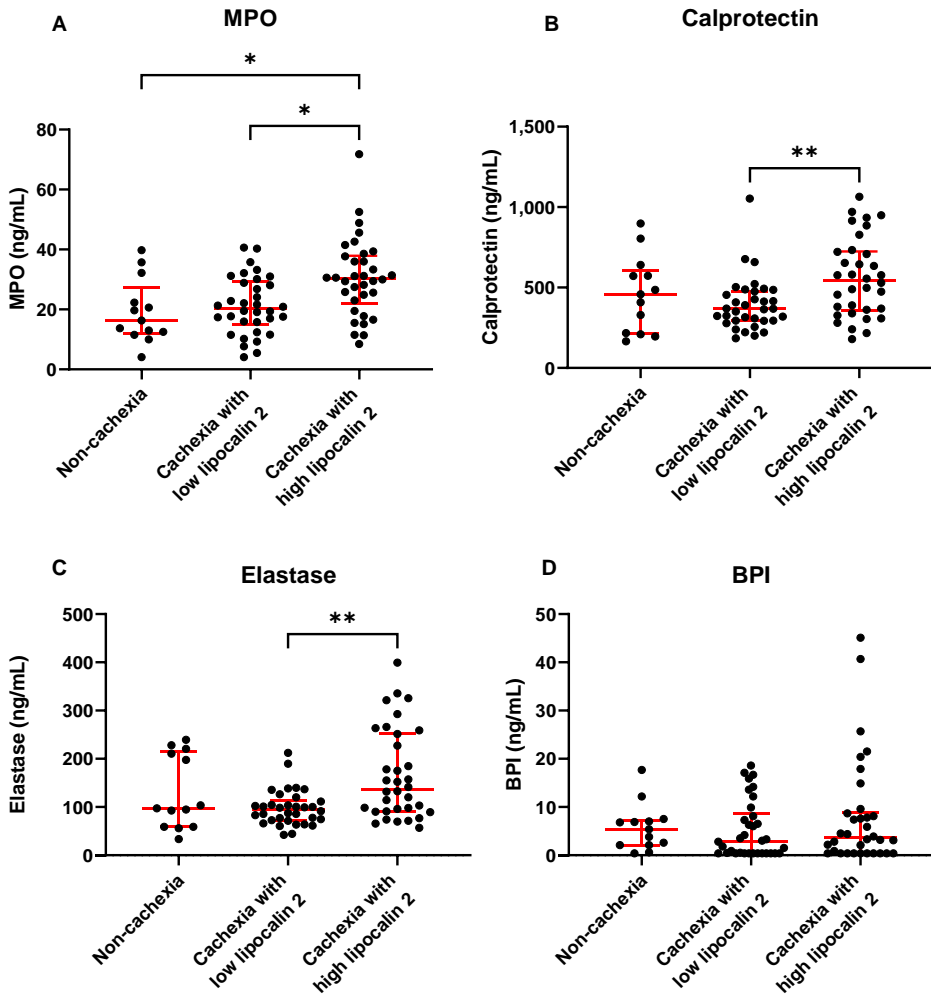 A
MPO
*
*
80
60
40
20
0
MPO (ng/mL)
Non-cachexia
Cachexia with
low lipocalin 2
Cachexia with
high lipocalin 2
B
Calprotectin
**
1,500
1,000
500
0
Calprotectin (ng/mL)
Non-cachexia
Cachexia with
low lipocalin 2
Cachexia with
high lipocalin 2
C
Elastase
**
500
400
300
200
100
0
Elastase (ng/mL)
Non-cachexia
Cachexia with
low lipocalin 2
Cachexia with
high lipocalin 2
D
BPI
50
40
30
20
10
0
BPI (ng/mL)
Non-cachexia
Cachexia with
low lipocalin 2
Cachexia with
high lipocalin 2